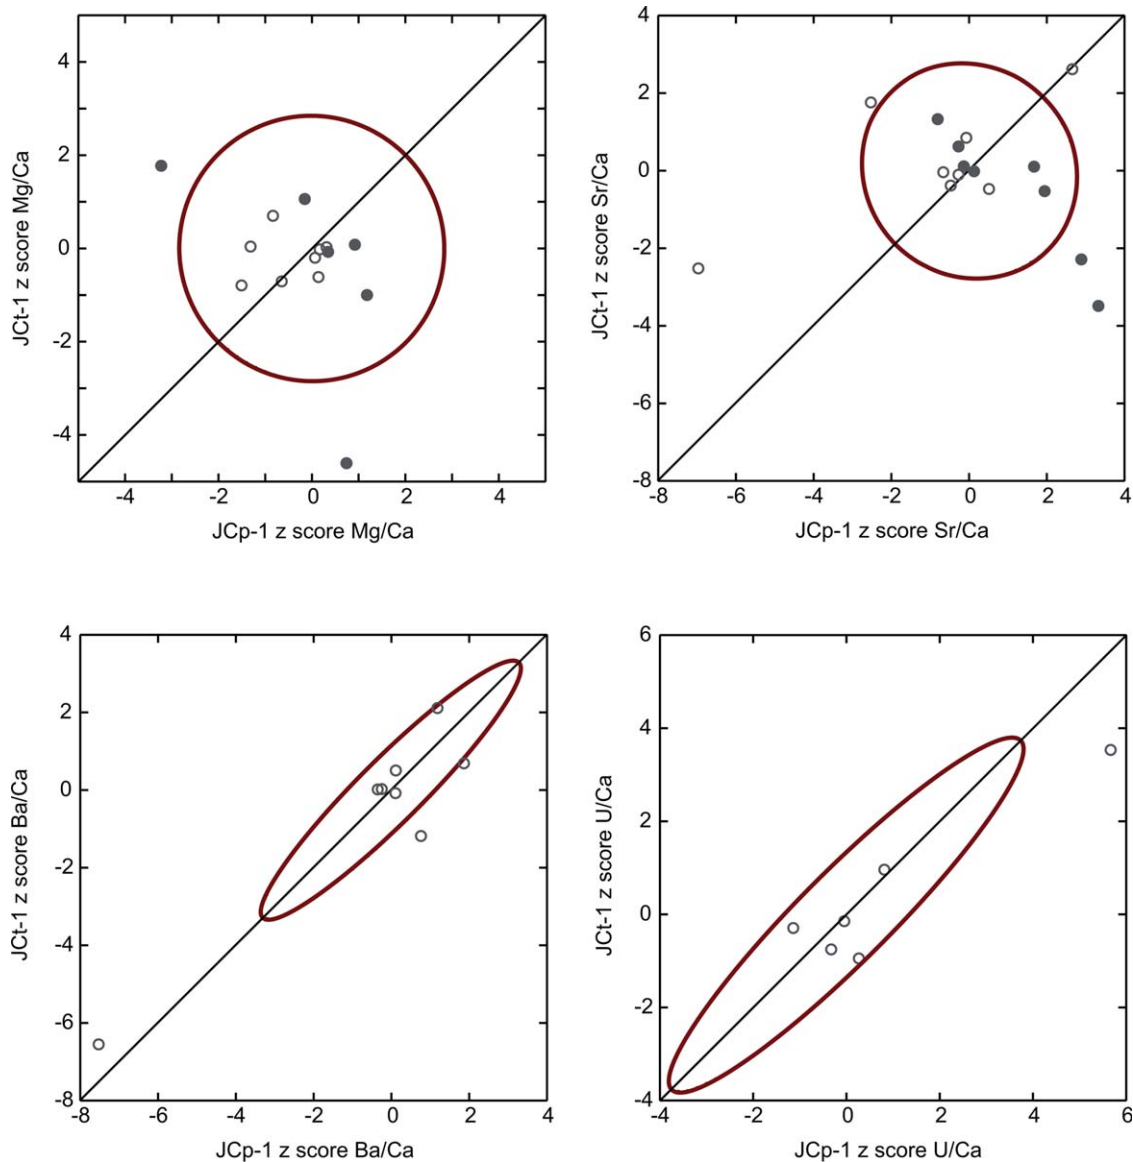 4
2
0
-2
-4
JCt-1 z score Mg/Ca
-4 -2 0 2 4
JCp-1 z score Mg/Ca
4
2
0
-2
-4
-6
-8
JCt-1 z score Sr/Ca
-8 -6 -4 -2 0 2 4
JCp-1 z score Sr/Ca
4
2
0
-2
-4
-6
-8
JCt-1 z score Ba/Ca
-8 -6 -4 -2 0 2 4
JCp-1 z score Ba/Ca
6
4
2
0
-2
-4
JCt-1 z score U/Ca
-4 -2 0 2 4 6
JCp-1 z score U/Ca